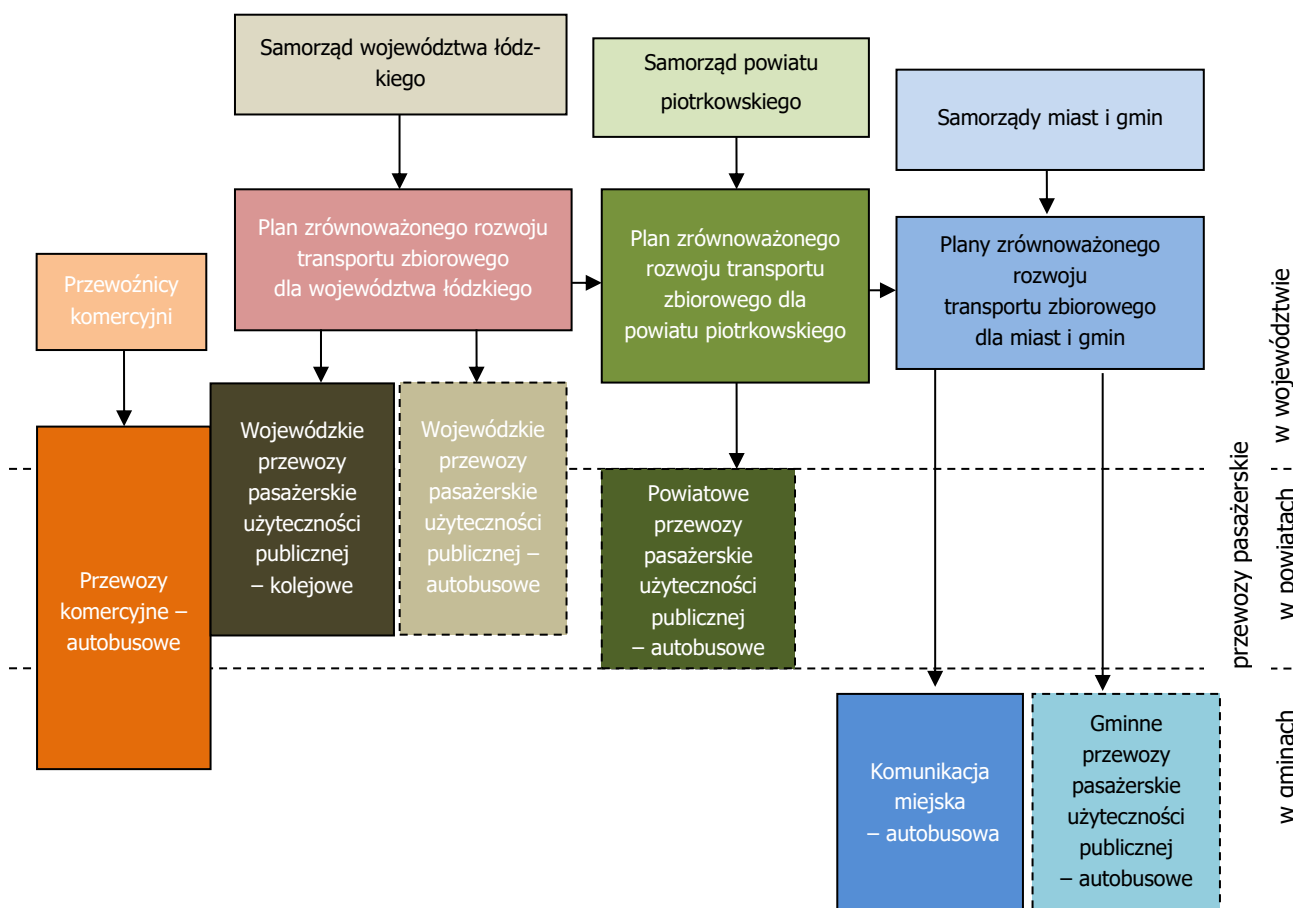 Samorząd województwa łódz-
kiego
Samorząd powiatu
piotrkowskiego
Samorządy miast i gmin
Plan zrównoważonego rozwoju
transportu zbiorowego
dla województwa łódzkiego
Plan zrównoważonego
rozwoju transportu
zbiorowego dla
powiatu piotrkowskiego
Plany zrównoważonego
rozwoju
transportu zbiorowego
dla miast i gmin
Przewoźnicy
komercyjni
Wojewódzkie
przewozy
pasażerskie
użyteczności
publicznej
– kolejowe
Wojewódzkie
przewozy
pasażerskie
użyteczności
publicznej –
autobusowe
Powiatowe
przewozy
pasażerskie
użyteczności
publicznej
– autobusowe
Przewozy
komercyjne –
autobusowe
Komunikacja
miejska
– autobusowa
Gminne
przewozy
pasażerskie
użyteczności
publicznej
– autobusowe
przewozy pasażerskie
w województwie
w powiatach
w gminach